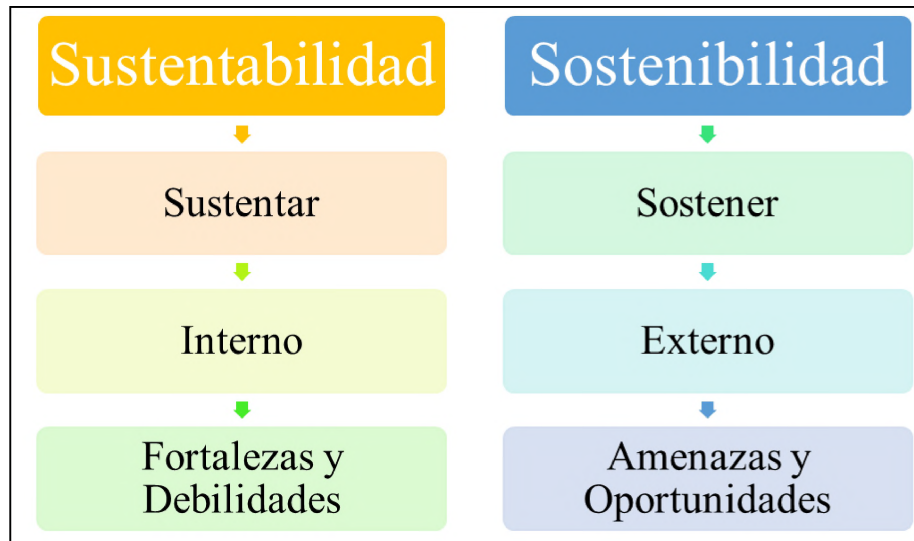 Sustentabilidad
Sustentar
Interno
Fortalezas y
Debilidades
Sostenibilidad
Sostener
Externo
Amenazas y
Oportunidades